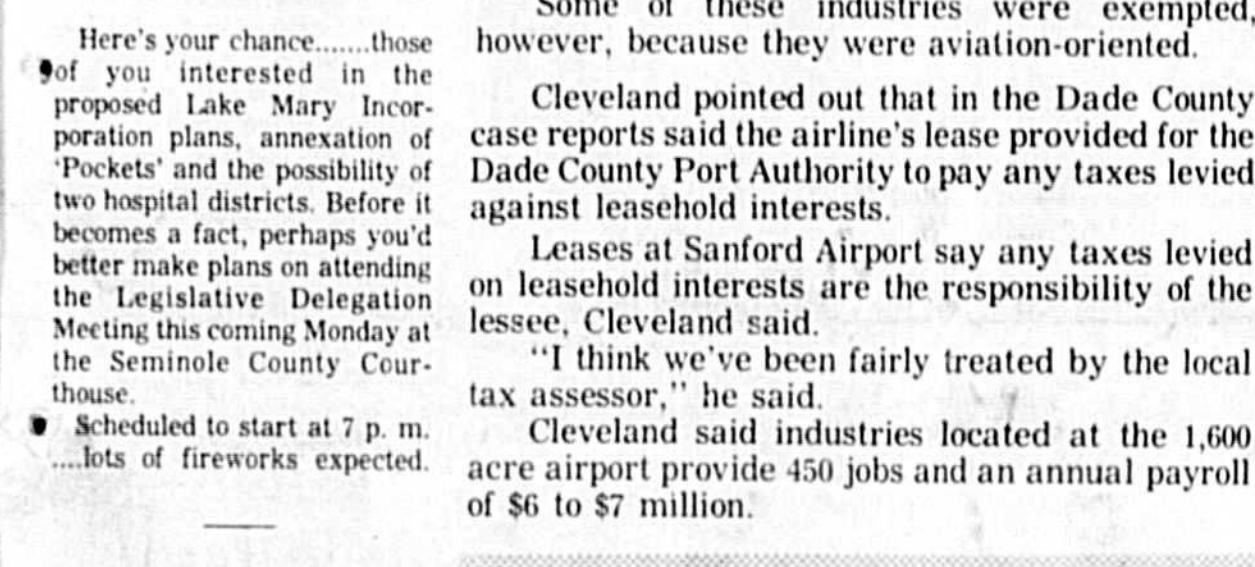 Here's your chance.......those
of you interested in the
proposed Lake Mary Incor-
poration plans, annexation of
'Pockets' and the possibility of
two hospital districts. Before it
becomes a fact, perhaps you'd
better make plans on attending
the Legislative Delegation
Meeting this coming Monday at
the Seminole County Cour-
thouse.
Scheduled to start at 7 p. m.
....lots of fireworks expected.
Some of these industries were exempted,
however, because they were aviation-oriented.
Cleveland pointed out that in the Dade County
case reports said the airline's lease provided for the
Dade County Port Authority to pay any taxes levied
against leasehold interests.
Leases at Sanford Airport say any taxes levied
on leasehold interests are the responsibility of the
lessee, Cleveland said.
"I think we've been fairly treated by the local
tax assessor," he said.
Cleveland said industries located at the 1,600
acre airport provide 450 jobs and an annual payroll
of $6 to $7 million.